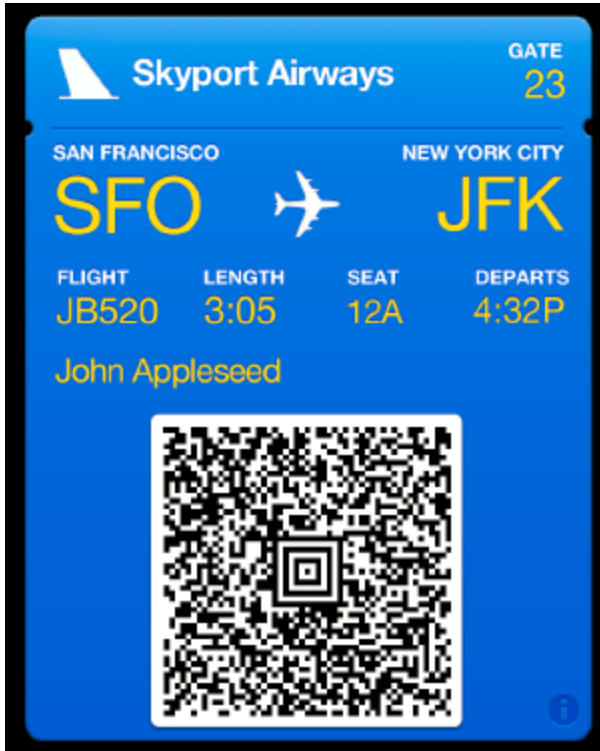 Skyport Airways
GATE
23
SAN FRANCISCO NEW YORK CITY
SFO JFK
FLIGHT LENGTH SEAT DEPARTS
JB520 3:05 12A 4:32P
John Appleseed
i